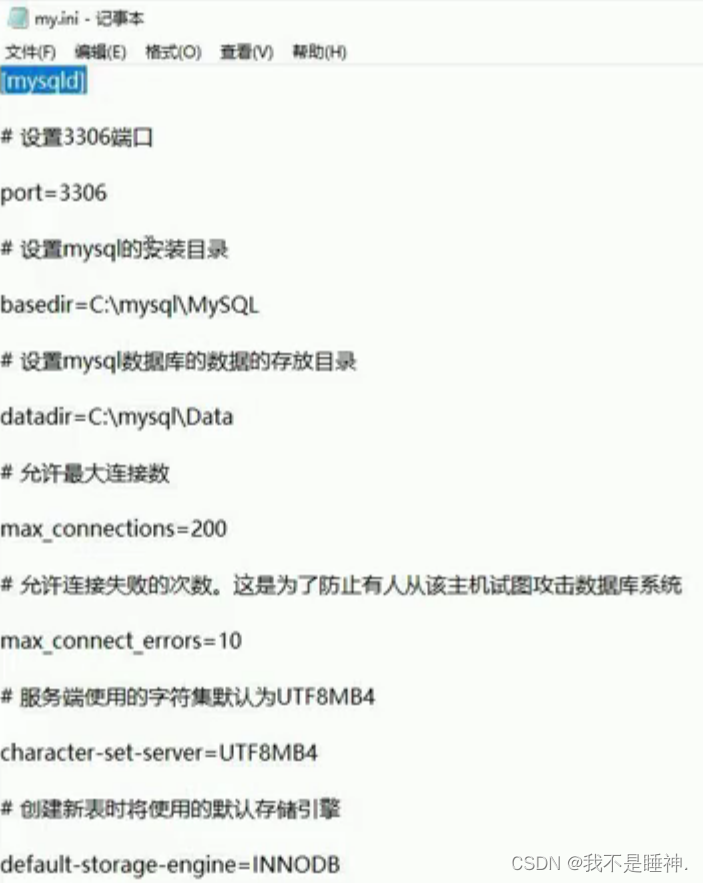 my.ini - 记事本
文件(F) 编辑(E) 格式(O) 查看(V) 帮助(H)
[mysqld]
# 设置3306端口
port=3306
# 设置mysql的安装目录
basedir=C:\mysql\MySQL
# 设置mysql数据库的数据的存放目录
datadir=C:\mysql\Data
# 允许最大连接数
max_connections=200
# 允许连接失败的次数。这是为了防止有人从该主机试图攻击数据库系统
max_connect_errors=10
# 服务端使用的字符集默认为UTF8MB4
character-set-server=UTF8MB4
# 创建新表时将使用的默认存储引擎
default-storage-engine=INNODB
CSDN @我不是睡神.